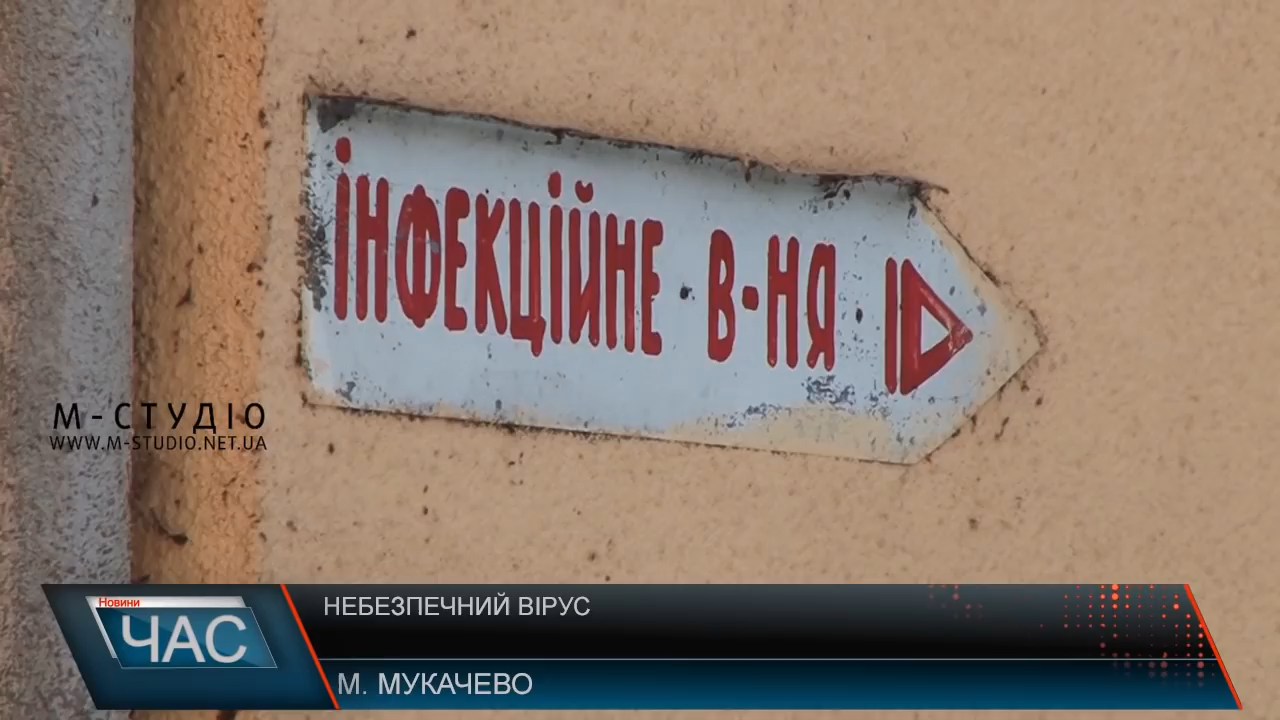 ІНФЕКЦІЙНЕ В-НЯ
М-СТУДІО
WWW.M-STUDIO.NET.UA
Новини
ЧАС
НЕБЕЗПЕЧНИЙ ВІРУС
М. МУКАЧЕВО